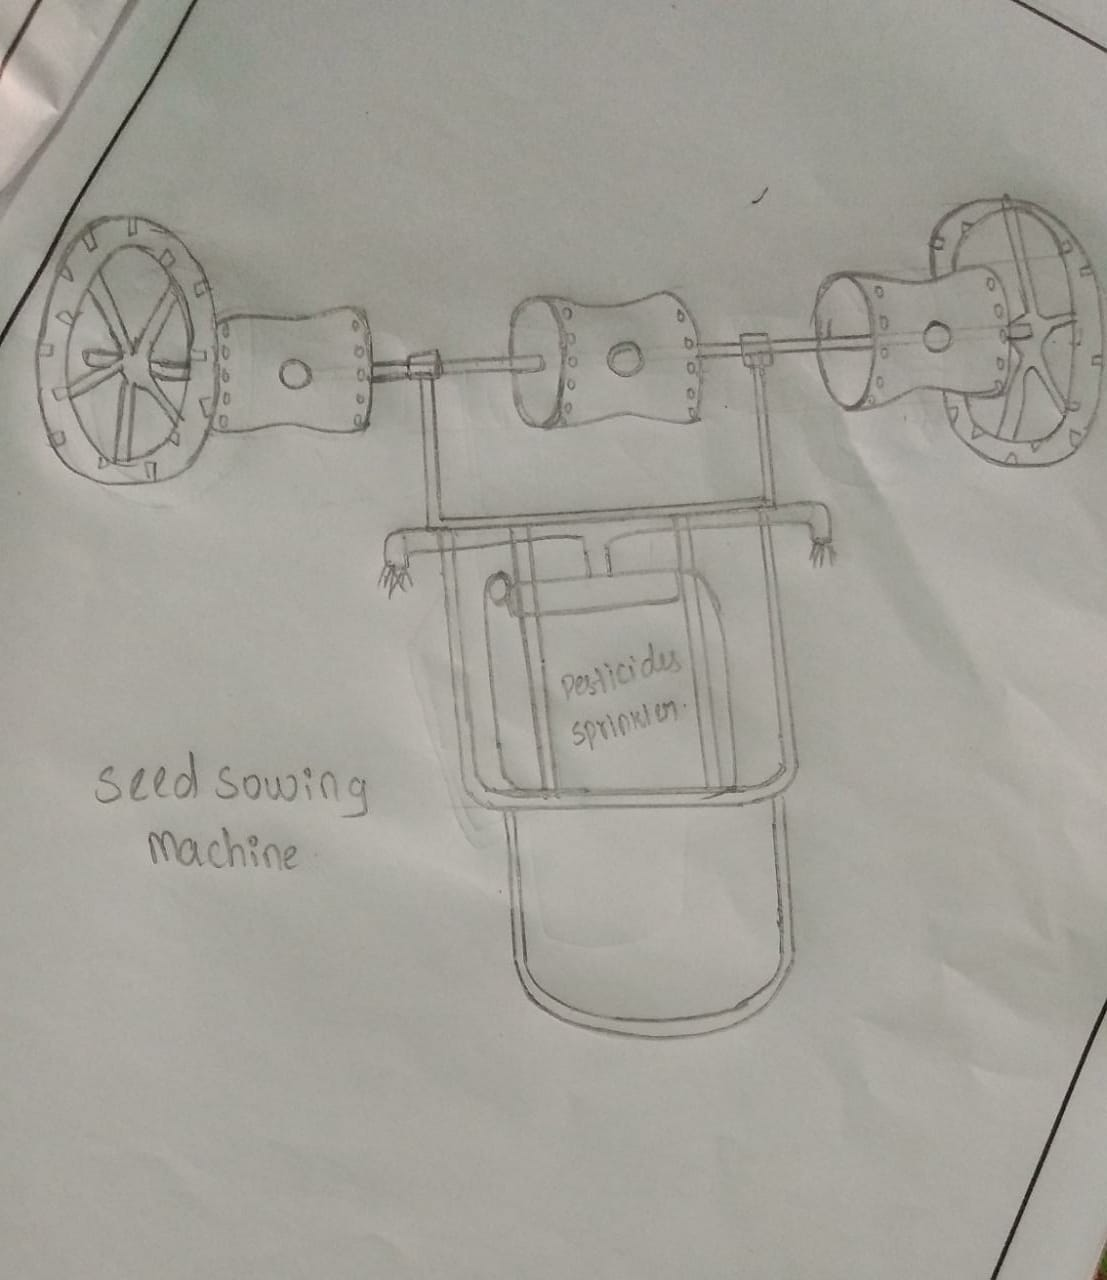 Pesticides
sprinkler.
seed sowing
Machine